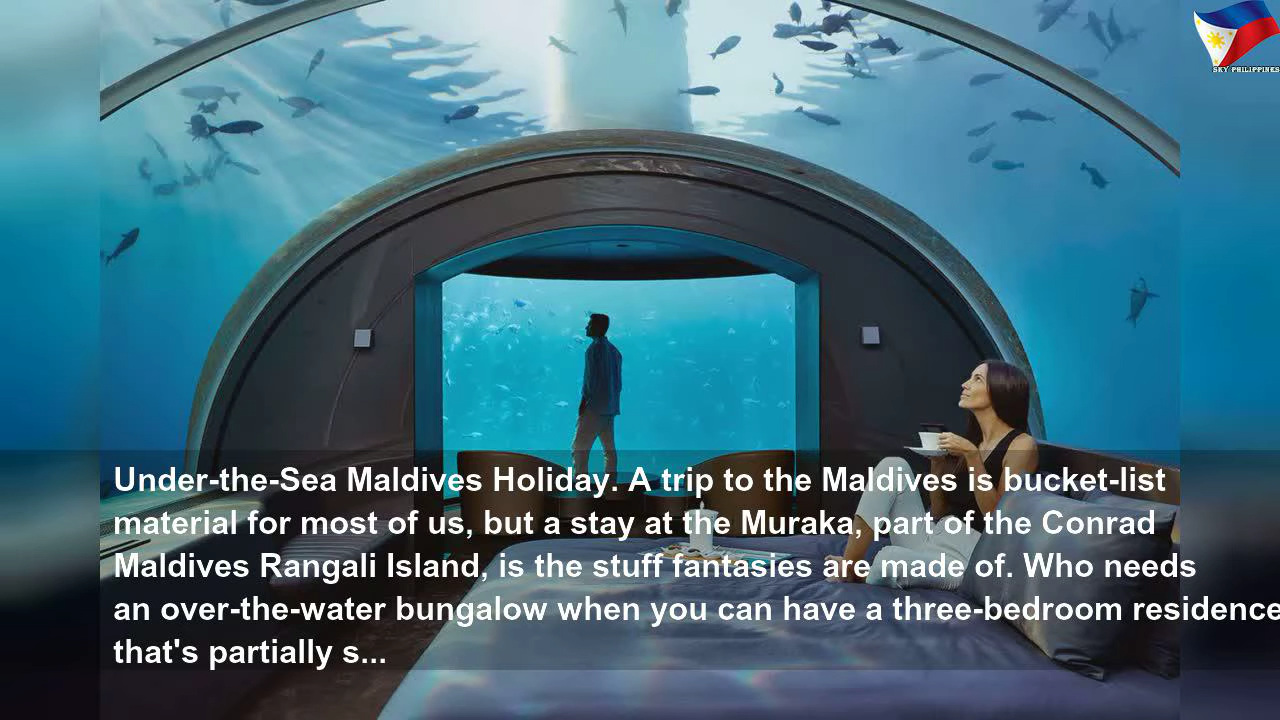 SKY PHILIPPINES
Under-the-Sea Maldives Holiday. A trip to the Maldives is bucket-list
material for most of us, but a stay at the Muraka, part of the Conrad
Maldives Rangali Island, is the stuff fantasies are made of. Who needs
an over-the-water bungalow when you can have a three-bedroom residence
that's partially s...